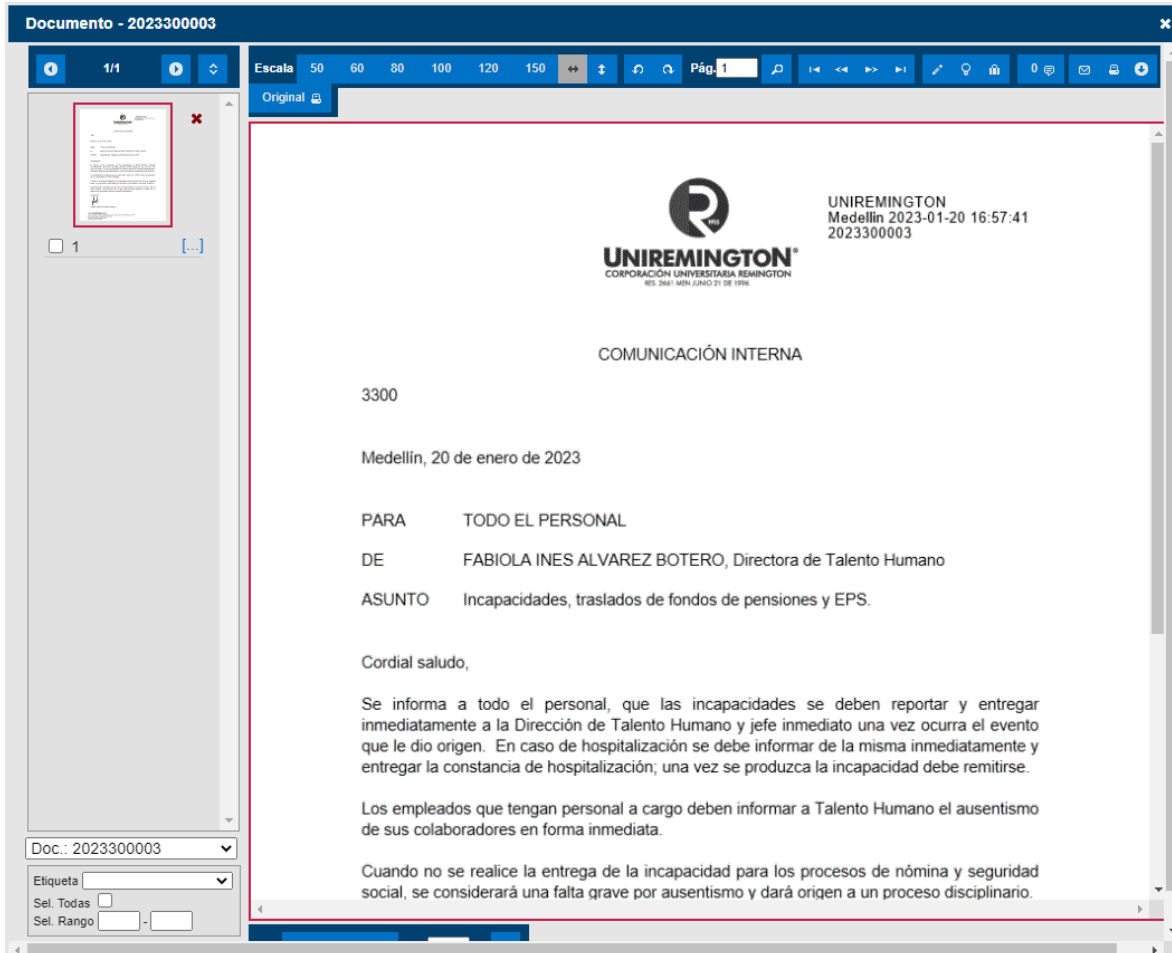 Documento - 2023300003
1/1
Escala 50 60 80 100 120 150 Pág. 1 0
Original
1 [...]
UNIREMINGTON
Medellin 2023-01-20 16:57:41
2023300003
UNIREMINGTON®
CORPORACIÓN UNIVERSITARIA REMINGTON
RES. 2661 MEN JUNIO 21 DE 1996
COMUNICACIÓN INTERNA
3300
Medellín, 20 de enero de 2023
PARA TODO EL PERSONAL
DE FABIOLA INES ALVAREZ BOTERO, Directora de Talento Humano
ASUNTO Incapacidades, traslados de fondos de pensiones y EPS.
Cordial saludo,
Se informa a todo el personal, que las incapacidades se deben reportar y entregar
inmediatamente a la Dirección de Talento Humano y jefe inmediato una vez ocurra el evento
que le dio origen. En caso de hospitalización se debe informar de la misma inmediatamente y
entregar la constancia de hospitalización; una vez se produzca la incapacidad debe remitirse.
Los empleados que tengan personal a cargo deben informar a Talento Humano el ausentismo
de sus colaboradores en forma inmediata.
Cuando no se realice la entrega de la incapacidad para los procesos de nómina y seguridad
social, se considerará una falta grave por ausentismo y dará origen a un proceso disciplinario.
Doc.: 2023300003
Etiqueta
Sel. Todas
Sel. Rango -